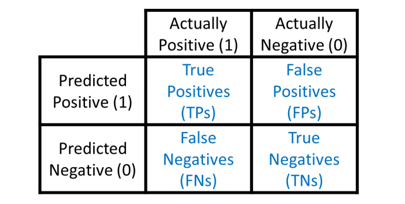 Actually
Positive (1)
Actually
Negative (0)
Predicted
Positive (1)
True
Positives
(TPs)
False
Positives
(FPs)
Predicted
Negative (0)
False
Negatives
(FNs)
True
Negatives
(TNs)